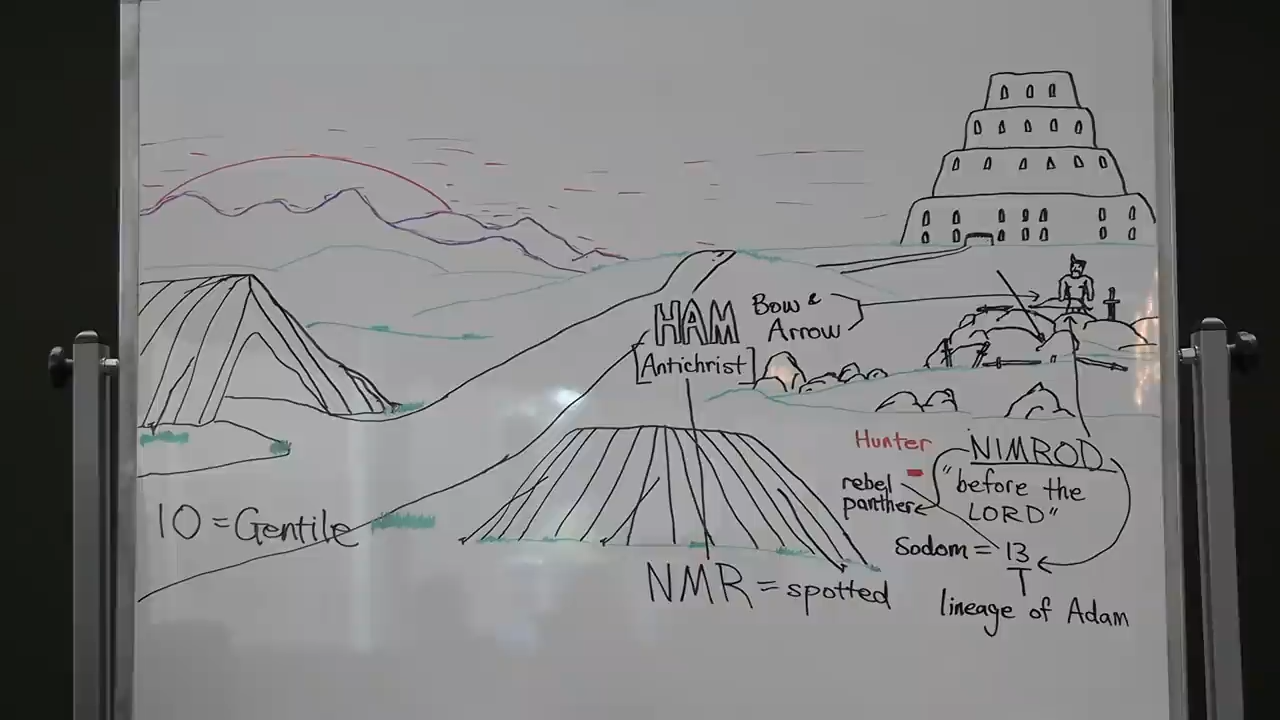 HAM
[Antichrist]
Bow &
Arrow
Hunter
rebel
panther
NIMROD
"before the
LORD"
Sodom = 13
lineage of Adam
10 = Gentile
NMR = spotted